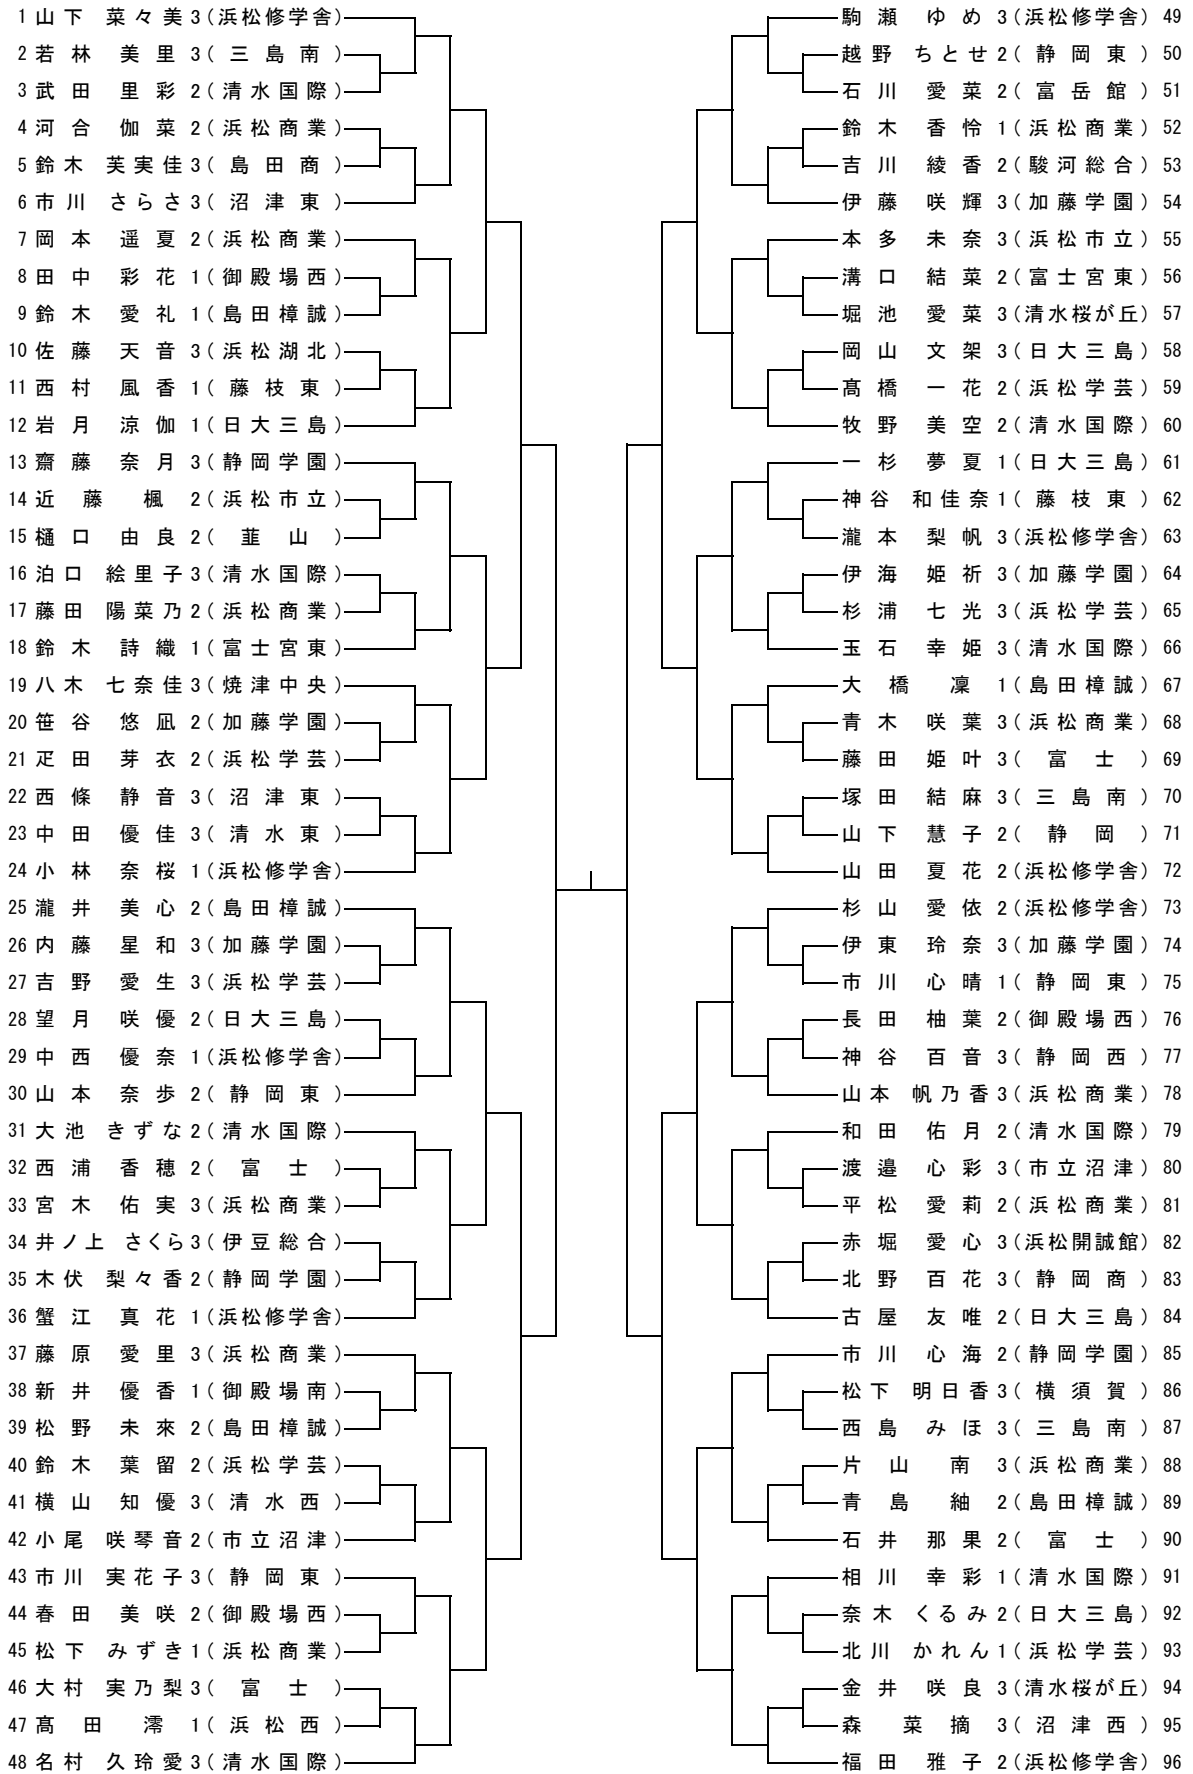 1 山下 菜々美 3 (浜松修学舎)
2 若林 美里 3 (三島南)
3 武田 里彩 2 (清水国際)
4 河合 伽菜 2 (浜松商業)
5 鈴木 芙実佳 3 (島田商)
6 市川 さらさ 3 (沼津東)
7 岡本 遥夏 2 (浜松商業)
8 田中 彩花 1 (御殿場西)
9 鈴木 愛礼 1 (島田樟誠)
10 佐藤 天音 3 (浜松湖北)
11 西村 風香 1 (藤枝東)
12 岩月 涼伽 1 (日大三島)
13 齋藤 奈月 3 (静岡学園)
14 近藤 楓 2 (浜松市立)
15 樋口 由良 2 (韮山)
16 泊口 絵里子 3 (清水国際)
17 藤田 陽菜乃 2 (浜松商業)
18 鈴木 詩織 1 (富士宮東)
19 八木 七奈佳 3 (焼津中央)
20 笹谷 悠凪 2 (加藤学園)
21 疋田 芽衣 2 (浜松学芸)
22 西條 静音 3 (沼津東)
23 中田 優佳 3 (清水東)
24 小林 奈桜 1 (浜松修学舎)
25 瀧井 美心 2 (島田樟誠)
26 内藤 星和 3 (加藤学園)
27 吉野 愛生 3 (浜松学芸)
28 望月 咲優 2 (日大三島)
29 中西 優奈 1 (浜松修学舎)
30 山本 奈歩 2 (静岡東)
31 大池 きずな 2 (清水国際)
32 西浦 香穂 2 (富士)
33 宮木 佑実 3 (浜松商業)
34 井ノ上 さくら 3 (伊豆総合)
35 木伏 梨々香 2 (静岡学園)
36 蟹江 真花 1 (浜松修学舎)
37 藤原 愛里 3 (浜松商業)
38 新井 優香 1 (御殿場南)
39 松野 未來 2 (島田樟誠)
40 鈴木 葉留 2 (浜松学芸)
41 横山 知優 3 (清水西)
42 小尾 咲琴音 2 (市立沼津)
43 市川 実花子 3 (静岡東)
44 春田 美咲 2 (御殿場西)
45 松下 みずき 1 (浜松商業)
46 大村 実乃梨 3 (富士)
47 髙田 澪 1 (浜松西)
48 名村 久玲愛 3 (清水国際)
駒瀬 ゆめ 3 (浜松修学舎) 49
越野 ちとせ 2 (静岡東) 50
石川 愛菜 2 (富岳館) 51
鈴木 香怜 1 (浜松商業) 52
吉川 綾香 2 (駿河総合) 53
伊藤 咲輝 3 (加藤学園) 54
本多 未奈 3 (浜松市立) 55
溝口 結菜 2 (富士宮東) 56
堀池 愛菜 3 (清水桜が丘) 57
岡山 文架 3 (日大三島) 58
髙橋 一花 2 (浜松学芸) 59
牧野 美空 2 (清水国際) 60
一杉 夢夏 1 (日大三島) 61
神谷 和佳奈 1 (藤枝東) 62
瀧本 梨帆 3 (浜松修学舎) 63
伊海 姫祈 3 (加藤学園) 64
杉浦 七光 3 (浜松学芸) 65
玉石 幸姫 3 (清水国際) 66
大橋 凜 1 (島田樟誠) 67
青木 咲葉 3 (浜松商業) 68
藤田 姫叶 3 (富士) 69
塚田 結麻 3 (三島南) 70
山下 慧子 2 (静岡) 71
山田 夏花 2 (浜松修学舎) 72
杉山 愛依 2 (浜松修学舎) 73
伊東 玲奈 3 (加藤学園) 74
市川 心晴 1 (静岡東) 75
長田 柚葉 2 (御殿場西) 76
神谷 百音 3 (静岡西) 77
山本 帆乃香 3 (浜松商業) 78
和田 佑月 2 (清水国際) 79
渡邉 心彩 3 (市立沼津) 80
平松 愛莉 2 (浜松商業) 81
赤堀 愛心 3 (浜松開誠館) 82
北野 百花 3 (静岡商) 83
古屋 友唯 2 (日大三島) 84
市川 心海 2 (静岡学園) 85
松下 明日香 3 (横須賀) 86
西島 みほ 3 (三島南) 87
片山 南 3 (浜松商業) 88
青島 紬 2 (島田樟誠) 89
石井 那果 2 (富士) 90
相川 幸彩 1 (清水国際) 91
奈木 くるみ 2 (日大三島) 92
北川 かれん 1 (浜松学芸) 93
金井 咲良 3 (清水桜が丘) 94
森 菜摘 3 (沼津西) 95
福田 雅子 2 (浜松修学舎) 96